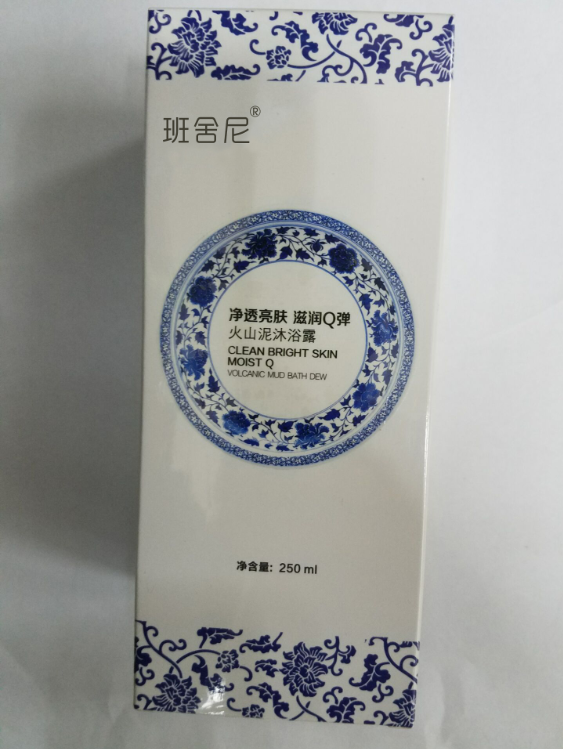 班舍尼®
净透亮肤 滋润Q弹
火山泥沐浴露
CLEAN BRIGHT SKIN
MOIST Q
VOLCANIC MUD BATH DEW
净含量: 250 ml